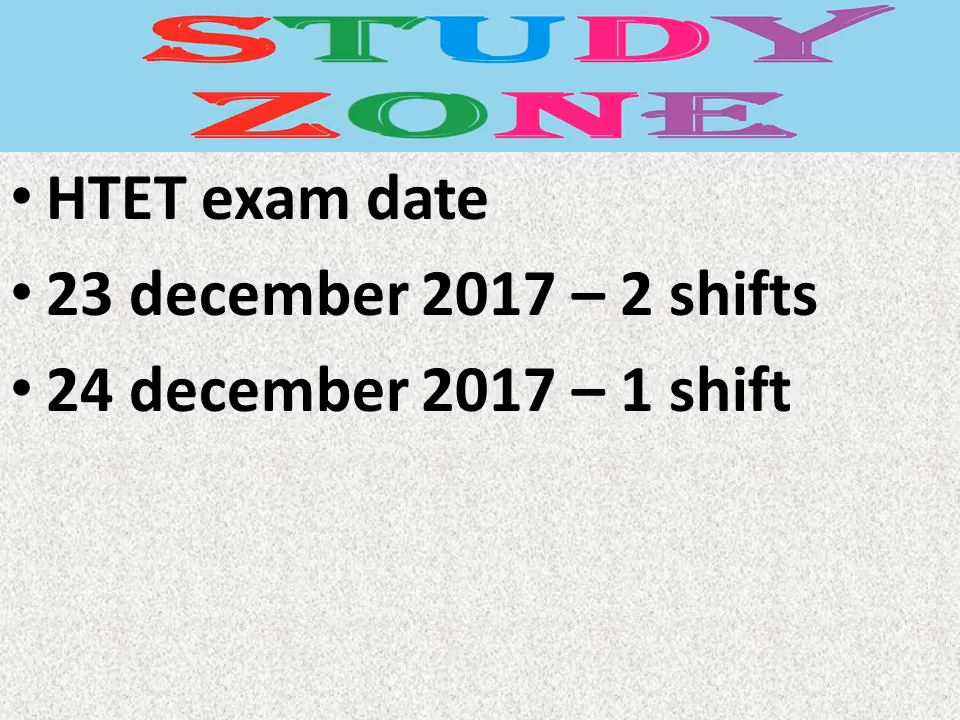 STUDY
ZONE
• HTET exam date
• 23 december 2017 – 2 shifts
• 24 december 2017 – 1 shift